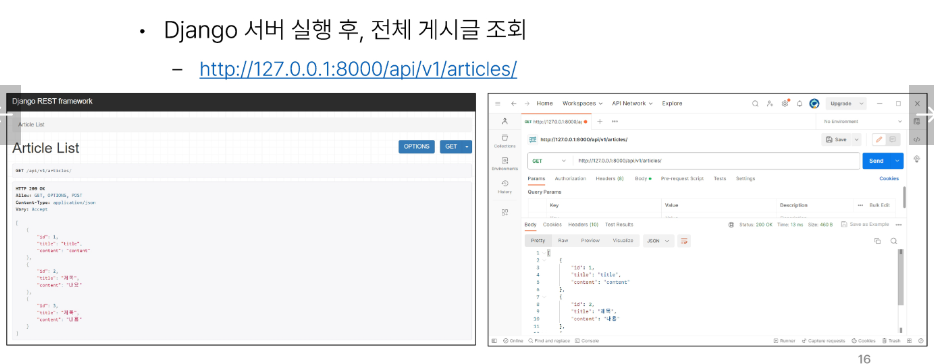 • Django 서버 실행 후, 전체 게시글 조회
– http://127.0.0.1:8000/api/v1/articles/
Django REST framework
Article List
Article List
OPTIONS
GET
GET /api/v1/articles/
HTTP 200 OK
Allow: GET, OPTIONS, POST
Content-Type: application/json
Vary: Accept
[
{
"id": 1,
"title": "title",
"content": "content"
},
{
"id": 2,
"title": "제목",
"content": "내용"
},
{
"id": 3,
"title": "제목",
"content": "내용"
}
]
Home Workspaces API Network Explore
Upgrade
GET http://127.0.0.1:8000/ap
No Environment
http://127.0.0.1:8000/api/v1/articles/
Save
GET
http://127.0.0.1:8000/api/v1/articles/
Send
Collections
Environments
History
Params Authorization Headers (8) Body Pre-request Script Tests Settings
Cookies
Query Params
Key Value Description Bulk Edit
Body Cookies Headers (10) Test Results
Status: 200 OK Time: 13 ms Size: 460 B Save as Example
Pretty Raw Preview Visualize JSON
1 [
2 {
3 "id": 1,
4 "title": "title",
5 "content": "content"
6 },
7 {
8 "id": 2,
9 "title": "제목",
10 "content": "내용"
11 },
Online Find and replace Console
Runner Capture requests Cookies Trash
16